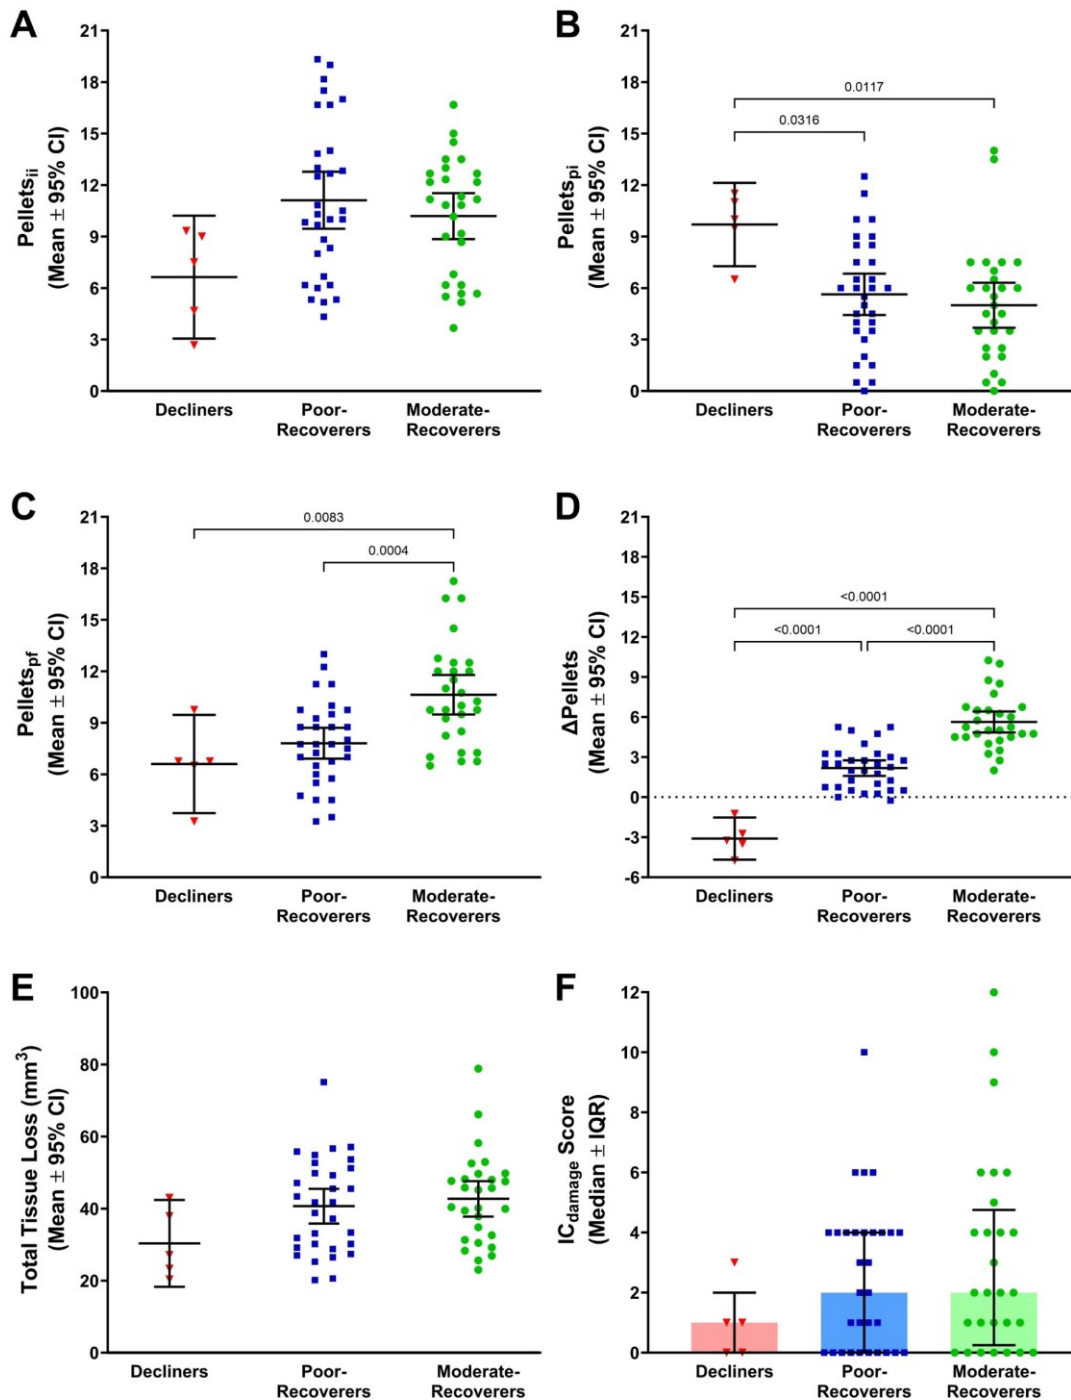 A
Pellets_ii
(Mean ± 95% CI)
21
18
15
12
9
6
3
0
Decliners
Poor-
Recoverers
Moderate-
Recoverers
B
Pellets_pi
(Mean ± 95% CI)
21
18
15
12
9
6
3
0
0.0117
0.0316
Decliners
Poor-
Recoverers
Moderate-
Recoverers
C
Pellets_pf
(Mean ± 95% CI)
21
18
15
12
9
6
3
0
0.0083
0.0004
Decliners
Poor-
Recoverers
Moderate-
Recoverers
D
ΔPellets
(Mean ± 95% CI)
21
18
15
12
9
6
3
0
-3
-6
<0.0001
<0.0001 <0.0001
Decliners
Poor-
Recoverers
Moderate-
Recoverers
E
Total Tissue Loss (mm³)
(Mean ± 95% CI)
100
80
60
40
20
0
Decliners
Poor-
Recoverers
Moderate-
Recoverers
F
IC_damage Score
(Median ± IQR)
12
10
8
6
4
2
0
Decliners
Poor-
Recoverers
Moderate-
Recoverers